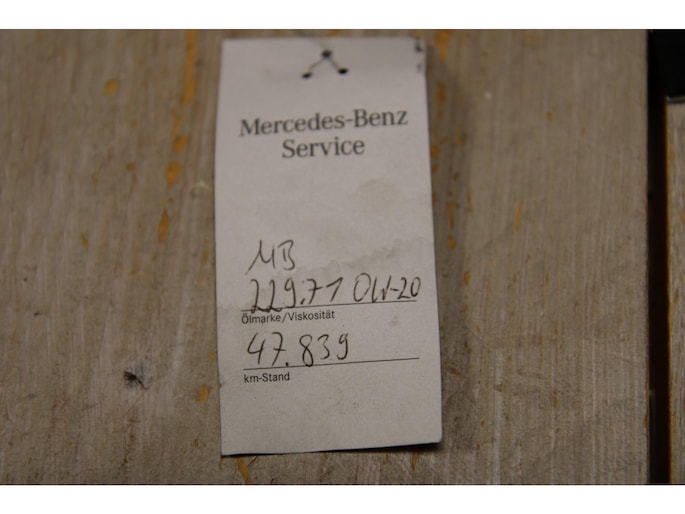 Mercedes-Benz
Service
MB
229.71 0W-20
Ölmarke/Viskosität
47.839
km-Stand